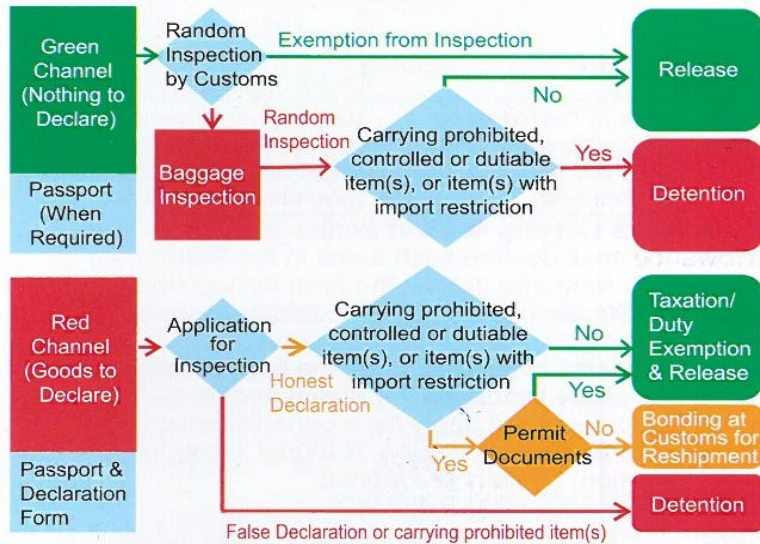 Green
Channel
(Nothing to
Declare)
Passport
(When
Required)
Random
Inspection
by Customs
Exemption from Inspection
Release
No
Random
Inspection
Baggage
Inspection
Carrying prohibited,
controlled or dutiable
item(s), or item(s) with
import restriction
Yes
Detention
Red
Channel
(Goods to
Declare)
Passport &
Declaration
Form
Application
for
Inspection
Honest
Declaration
Carrying prohibited,
controlled or dutiable
item(s), or item(s) with
import restriction
No
Taxation/
Duty
Exemption
& Release
Yes
Yes
Permit
Documents
No
Bonding at
Customs for
Reshipment
Detention
False Declaration or carrying prohibited item(s)